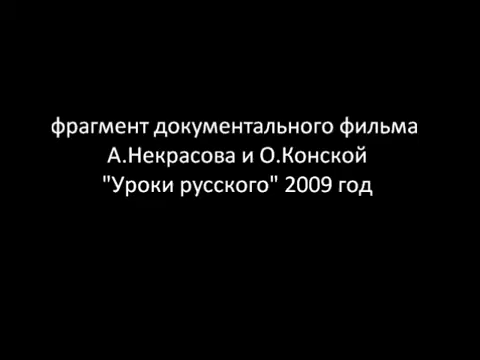 фрагмент документального фильма
А.Некрасова и О.Конской
"Уроки русского" 2009 год